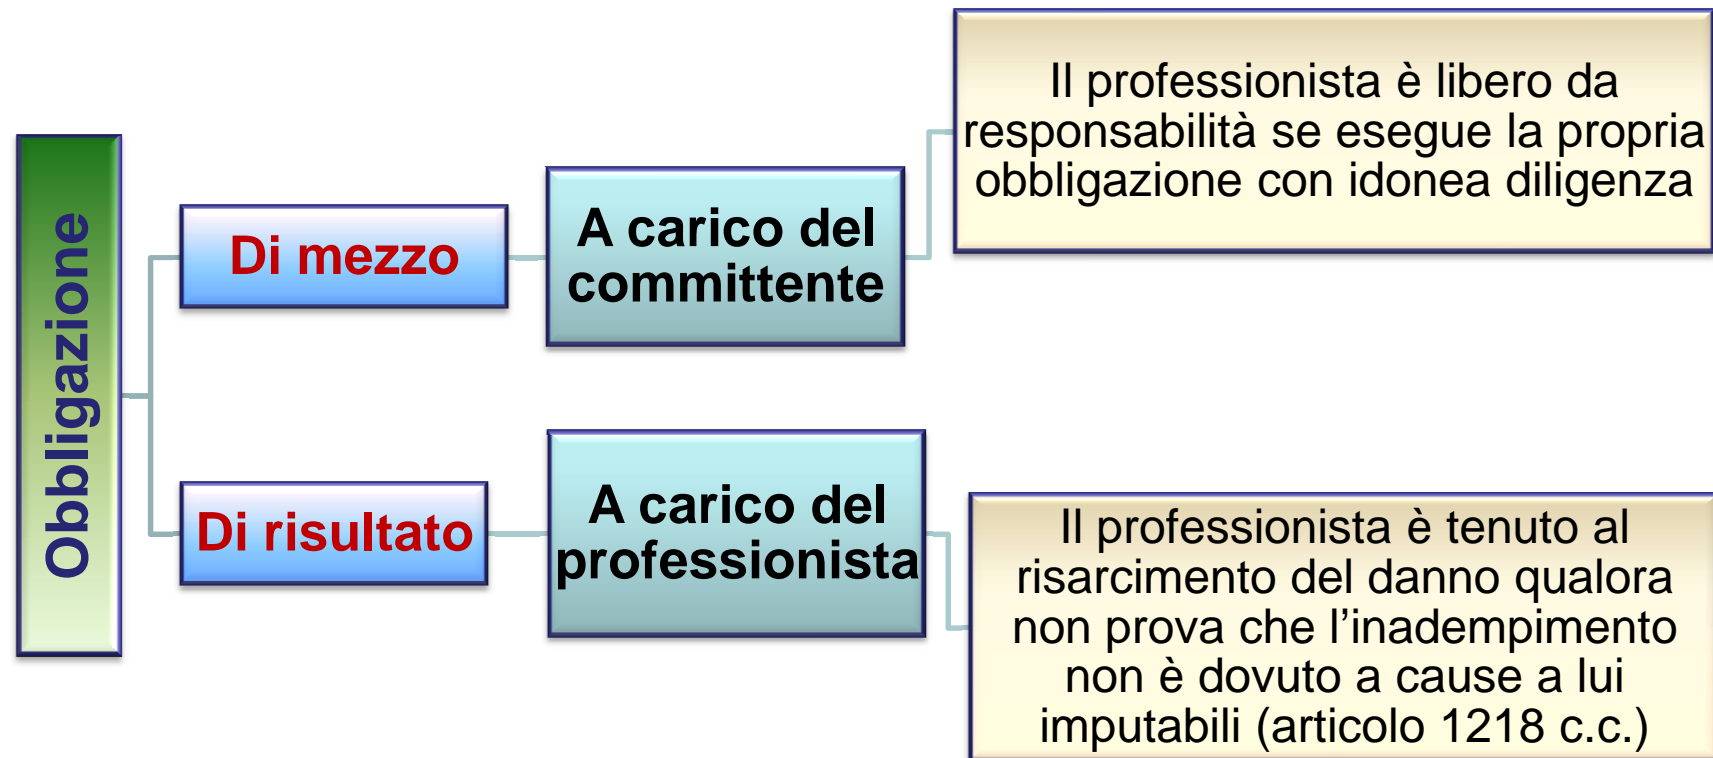 Obbligazione
Di mezzo
A carico del
committente
Il professionista è libero da
responsabilità se esegue la propria
obbligazione con idonea diligenza
Di risultato
A carico del
professionista
Il professionista è tenuto al
risarcimento del danno qualora
non prova che l’inadempimento
non è dovuto a cause a lui
imputabili (articolo 1218 c.c.)